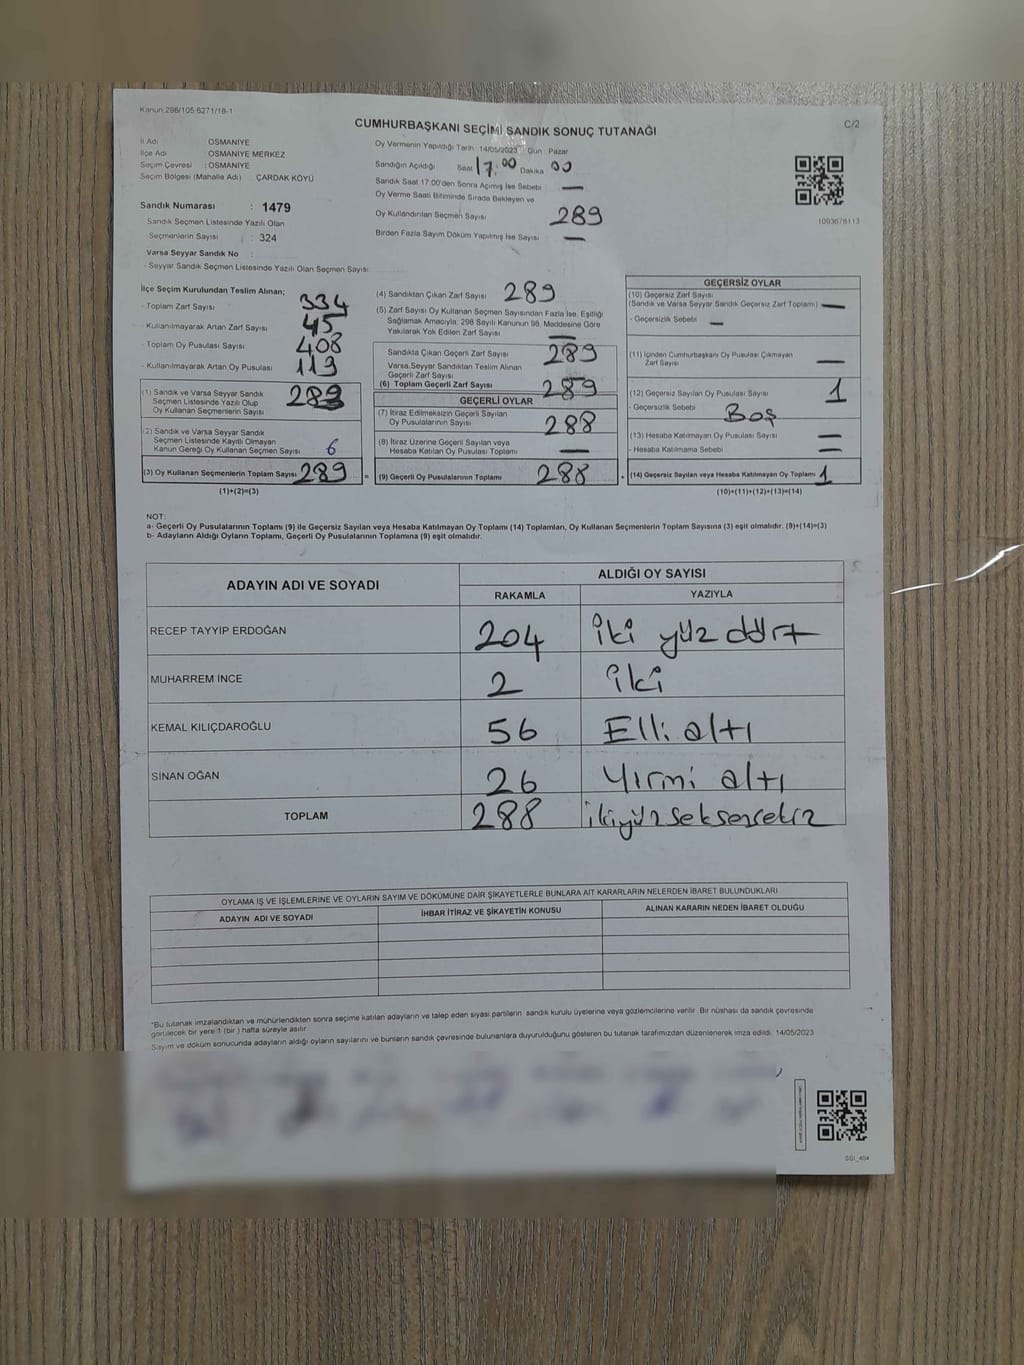 Kanun:298/105 6271/18-1
C/2
CUMHURBAŞKANI SEÇİMİ SANDIK SONUÇ TUTANAĞI
İl Adı OSMANİYE
İlçe Adı OSMANİYE MERKEZ
Seçim Çevresi : OSMANİYE
Seçim Bölgesi (Mahalle Adı) ÇARDAK KÖYÜ
Sandık Numarası : 1479
Sandık Seçmen Listesinde Yazılı Olan
Seçmenlerin Sayısı : 324
Varsa Seyyar Sandık No :
- Seyyar Sandık Seçmen Listesinde Yazılı Olan Seçmen Sayısı:
Oy Vermenin Yapıldığı Tarih : 14/05/2023 Gün : Pazar
Sandığın Açıldığı Saat 17:00 Dakika 00
Sandık Saat 17:00'den Sonra Açılmış İse Sebebi —
Oy Verme Saati Bitiminde Sırada Bekleyen ve
Oy Kullandırılan Seçmen Sayısı 289
Birden Fazla Sayım Döküm Yapılmış İse Sayısı —
1093676113
İlçe Seçim Kurulundan Teslim Alınan;
- Toplam Zarf Sayısı 334
- Kullanılmayarak Artan Zarf Sayısı 45
- Toplam Oy Pusulası Sayısı 408
- Kullanılmayarak Artan Oy Pusulası 119
(1) Sandık ve Varsa Seyyar Sandık
Seçmen Listesinde Yazılı Olup
Oy Kullanan Seçmenlerin Sayısı
(2) Sandık ve Varsa Seyyar Sandık
Seçmen Listesinde Kayıtlı Olmayan
Kanun Gereği Oy Kullanan Seçmen Sayısı 6
(3) Oy Kullanan Seçmenlerin Toplam Sayısı 289
(1)+(2)=(3)
(4) Sandıktan Çıkan Zarf Sayısı 289
(5) Zarf Sayısı Oy Kullanan Seçmen Sayısından Fazla İse, Eşitliği
Sağlamak Amacıyla; 298 Sayılı Kanunun 98. Maddesine Göre
Yakılarak Yok Edilen Zarf Sayısı —
Sandıkta Çıkan Geçerli Zarf Sayısı 289
Varsa,Seyyar Sandıktan Teslim Alınan
Geçerli Zarf Sayısı
(6) Toplam Geçerli Zarf Sayısı 289
GEÇERLİ OYLAR
(7) İtiraz Edilmeksizin Geçerli Sayılan
Oy Pusulalarının Sayısı 288
(8) İtiraz Üzerine Geçerli Sayılan veya
Hesaba Katılan Oy Pusulası Toplamı —
(9) Geçerli Oy Pusulalarının Toplamı 288
GEÇERSİZ OYLAR
(10) Geçersiz Zarf Sayısı
(Sandık ve Varsa Seyyar Sandık Geçersiz Zarf Toplamı) —
- Geçersizlik Sebebi —
(11) İçinden Cumhurbaşkanı Oy Pusulası Çıkmayan
Zarf Sayısı —
(12) Geçersiz Sayılan Oy Pusulası Sayısı 1
- Geçersizlik Sebebi Boş
(13) Hesaba Katılmayan Oy Pusulası Sayısı —
- Hesaba Katılmama Sebebi —
(14) Geçersiz Sayılan veya Hesaba Katılmayan Oy Toplamı 1
(10)+(11)+(12)+(13)=(14)
NOT:
a- Geçerli Oy Pusulalarının Toplamı (9) ile Geçersiz Sayılan veya Hesaba Katılmayan Oy Toplamı (14) Toplamları, Oy Kullanan Seçmenlerin Toplam Sayısına (3) eşit olmalıdır. (9)+(14)=(3)
b- Adayların Aldığı Oyların Toplamı, Geçerli Oy Pusulalarının Toplamına (9) eşit olmalıdır.
ADAYIN ADI VE SOYADI ALDIĞI OY SAYISI
RAKAMLA YAZIYLA
RECEP TAYYİP ERDOĞAN 204 iki yüz dört
MUHARREM İNCE 2 iki
KEMAL KILIÇDAROĞLU 56 Elli altı
SİNAN OĞAN 26 Yirmi altı
TOPLAM 288 ikiyüzseksensekiz
OYLAMA İŞ VE İŞLEMLERİNE VE OYLARIN SAYIM VE DÖKÜMÜNE DAİR ŞİKAYETLERLE BUNLARA AİT KARARLARIN NELERDEN İBARET BULUNDUKLARI
ADAYIN ADI VE SOYADI İHBAR İTİRAZ VE ŞİKAYETİN KONUSU ALINAN KARARIN NEDEN İBARET OLDUĞU
*Bu tutanak imzalandıktan ve mühürlendikten sonra seçime katılan adayların ve talep eden siyasi partilerin sandık kurulu üyelerine veya gözlemcilerine verilir. Bir nüshası da sandık çevresinde
görülecek bir yere 1 (bir ) hafta süreyle asılır.
Sayım ve döküm sonucunda adayların aldığı oyların sayılarını ve bunların sandık çevresinde bulunanlara duyurulduğunu gösteren bu tutanak tarafımızdan düzenlenerek imza edildi. 14/05/2023